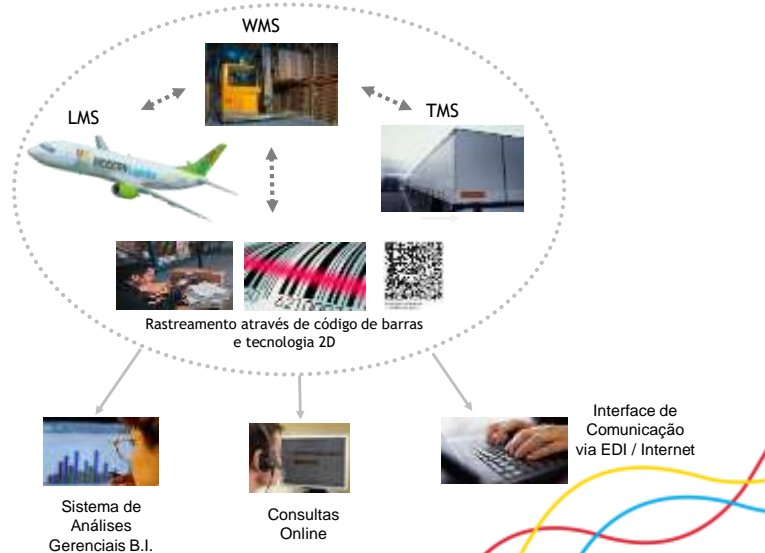 WMS
LMS
TMS
Rastreamento através de código de barras
e tecnologia 2D
Interface de
Comunicação
via EDI / Internet
Sistema de
Análises
Gerenciais B.I.
Consultas
Online